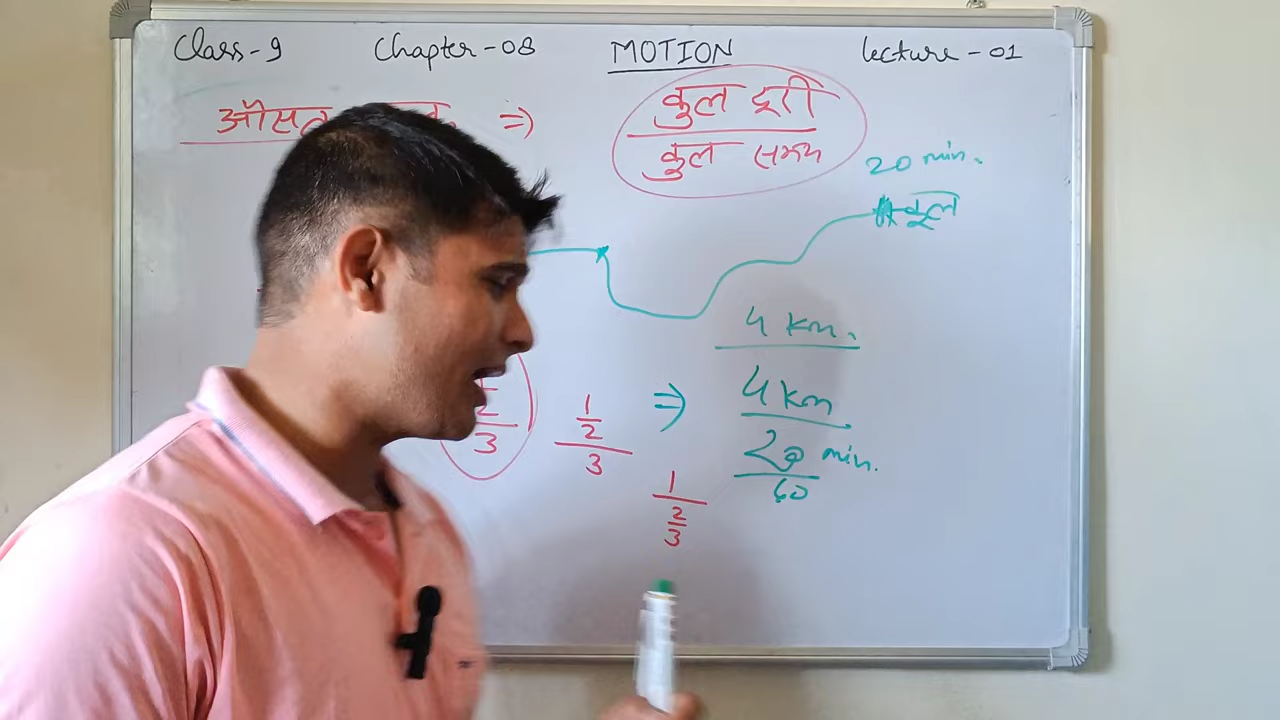 Class-9 Chapter-08 MOTION Lecture-01
औसत ⇒ कुल दूरी
कुल समय
20 min.
स्कूल
4 km.
2
3
1
2
3
⇒ 4 km
20 min.
60
1
2
3